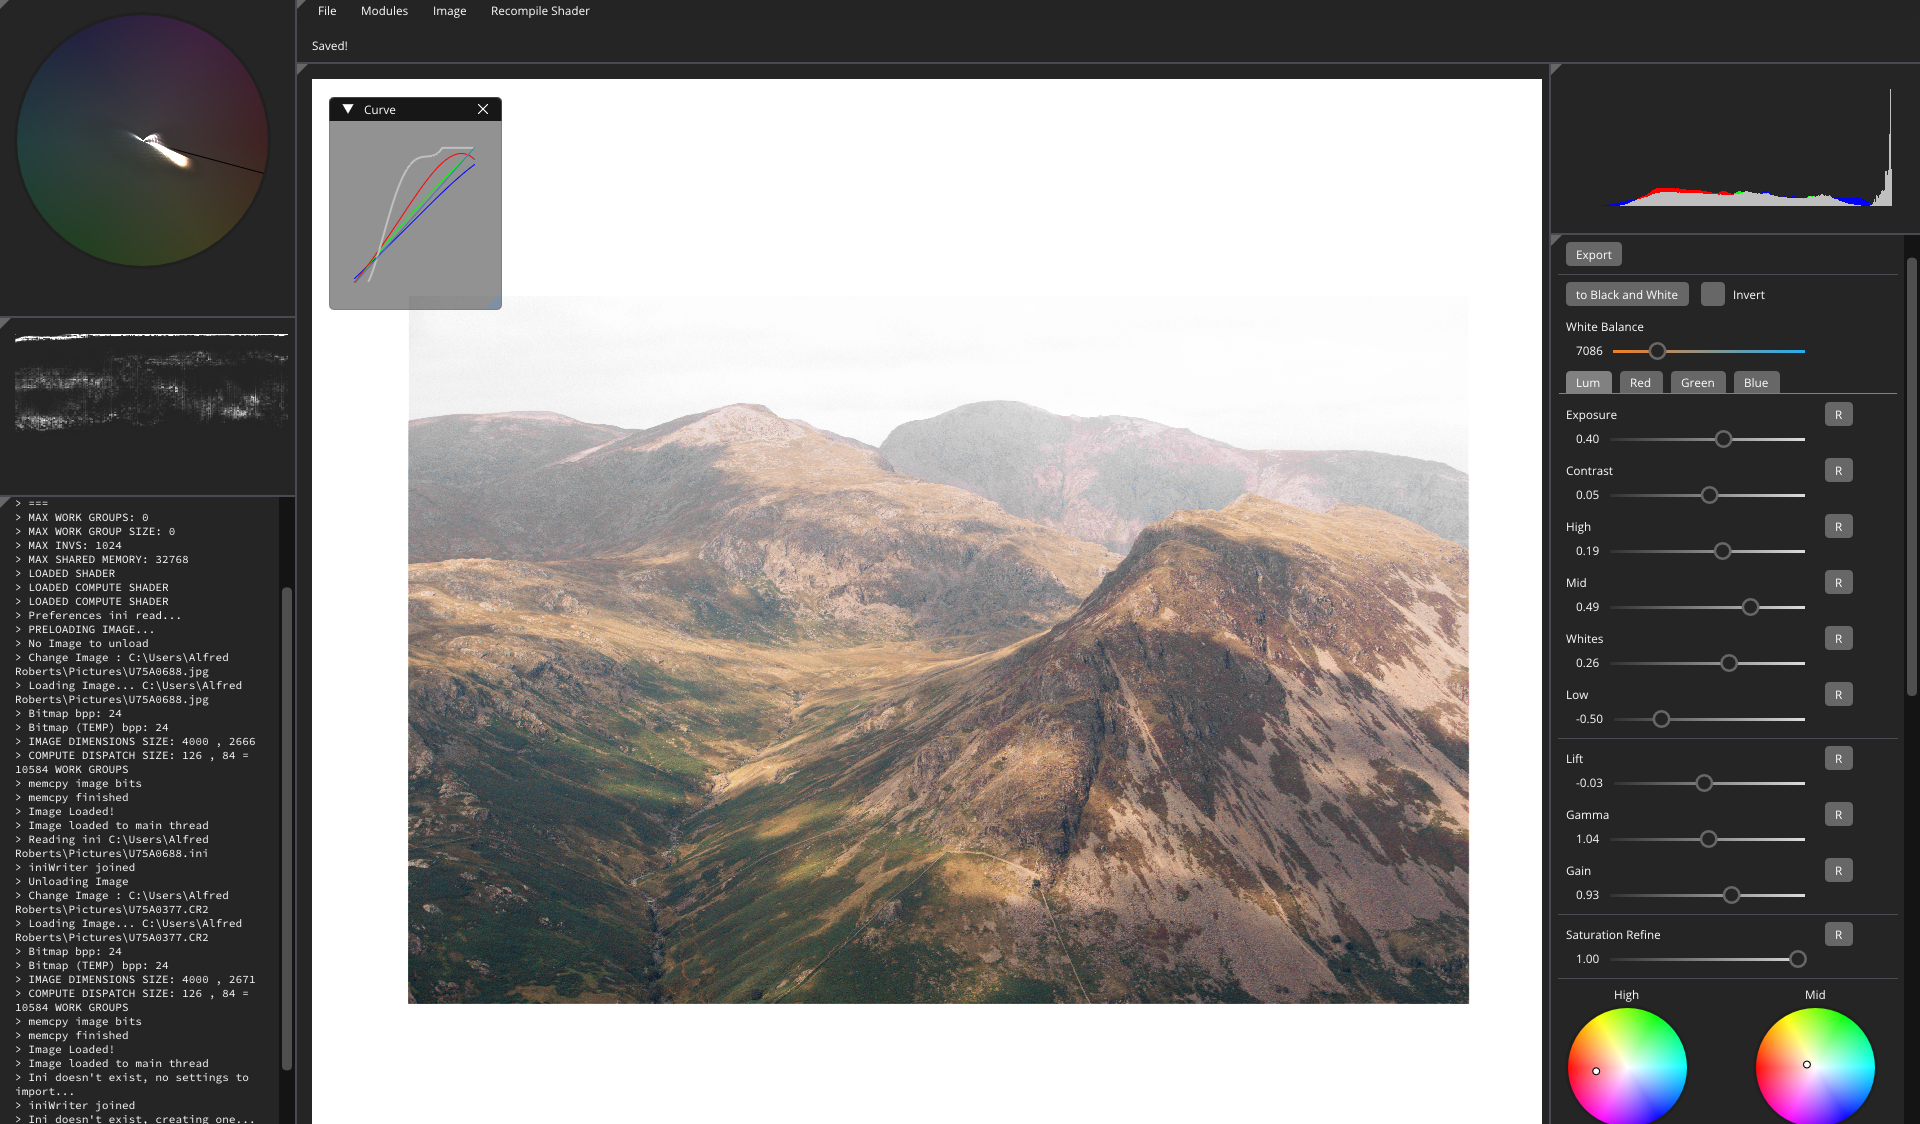 File Modules Image Recompile Shader
Saved!
Curve
> ===
> MAX WORK GROUPS: 0
> MAX WORK GROUP SIZE: 0
> MAX INVS: 1024
> MAX SHARED MEMORY: 32768
> LOADED SHADER
> LOADED COMPUTE SHADER
> LOADED COMPUTE SHADER
> Preferences ini read...
> PRELOADING IMAGE...
> No Image to unload
> Change Image : C:\Users\Alfred
Roberts\Pictures\U75A0688.jpg
> Loading Image... C:\Users\Alfred
Roberts\Pictures\U75A0688.jpg
> Bitmap bpp: 24
> Bitmap (TEMP) bpp: 24
> IMAGE DIMENSIONS SIZE: 4000 , 2666
> COMPUTE DISPATCH SIZE: 126 , 84 =
10584 WORK GROUPS
> memcpy image bits
> memcpy finished
> Image Loaded!
> Image loaded to main thread
> Reading ini C:\Users\Alfred
Roberts\Pictures\U75A0688.ini
> iniWriter joined
> Unloading Image
> Change Image : C:\Users\Alfred
Roberts\Pictures\U75A0377.CR2
> Loading Image... C:\Users\Alfred
Roberts\Pictures\U75A0377.CR2
> Bitmap bpp: 24
> Bitmap (TEMP) bpp: 24
> IMAGE DIMENSIONS SIZE: 4000 , 2671
> COMPUTE DISPATCH SIZE: 126 , 84 =
10584 WORK GROUPS
> memcpy image bits
> memcpy finished
> Image Loaded!
> Image loaded to main thread
> Ini doesn't exist, no settings to
import...
> iniWriter joined
> Ini doesn't exist, creating one...
Export
to Black and White Invert
White Balance
7086
Lum Red Green Blue
Exposure R
0.40
Contrast R
0.05
High R
0.19
Mid R
0.49
Whites R
0.26
Low R
-0.50
Lift R
-0.03
Gamma R
1.04
Gain R
0.93
Saturation Refine R
1.00
High Mid